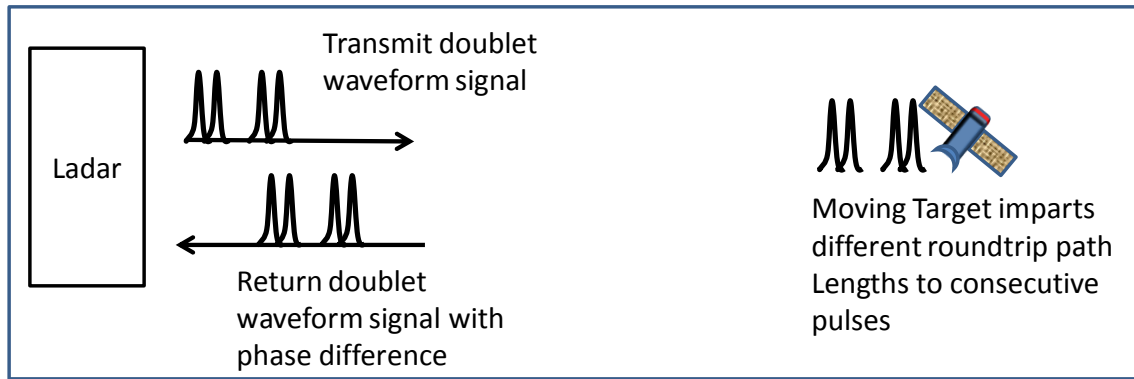 Transmit doublet
waveform signal
Ladar
Return doublet
waveform signal with
phase difference
Moving Target imparts
different roundtrip path
Lengths to consecutive
pulses